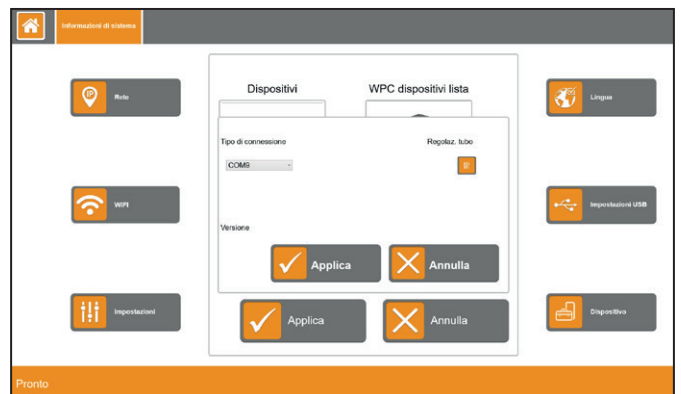 Informazioni di sistema
Rete
WIFI
Impostazioni
Dispositivi
WPC dispositivi lista
Tipo di connessione
Regolaz. tubo
COM9
Versione
Applica
Annulla
Applica
Annulla
Lingua
Impostazioni USB
Dispositivo
Pronto